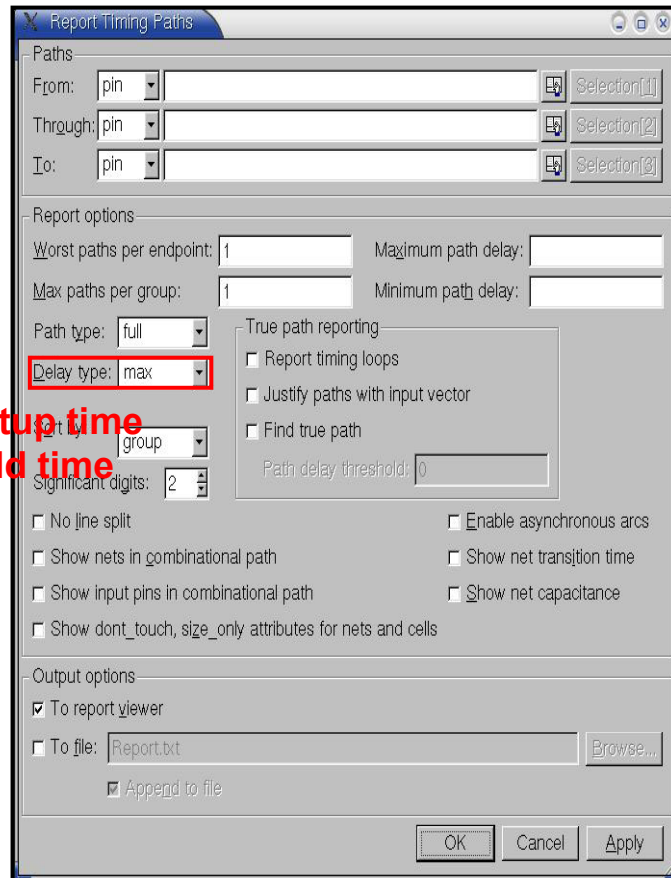 Report Timing Paths
Paths
From: pin Selection[1]
Through: pin Selection[2]
To: pin Selection[3]
Report options
Worst paths per endpoint: 1 Maximum path delay:
Max paths per group: 1 Minimum path delay:
Path type: full True path reporting
Report timing loops
Delay type: max
Justify paths with input vector
tup time
Sort by: group Find true path
ld time
Path delay threshold: 0
Significant digits: 2
No line split Enable asynchronous arcs
Show nets in combinational path Show net transition time
Show input pins in combinational path Show net capacitance
Show dont_touch, size_only attributes for nets and cells
Output options
To report viewer
To file: Report.txt Browse...
Append to file
OK Cancel Apply